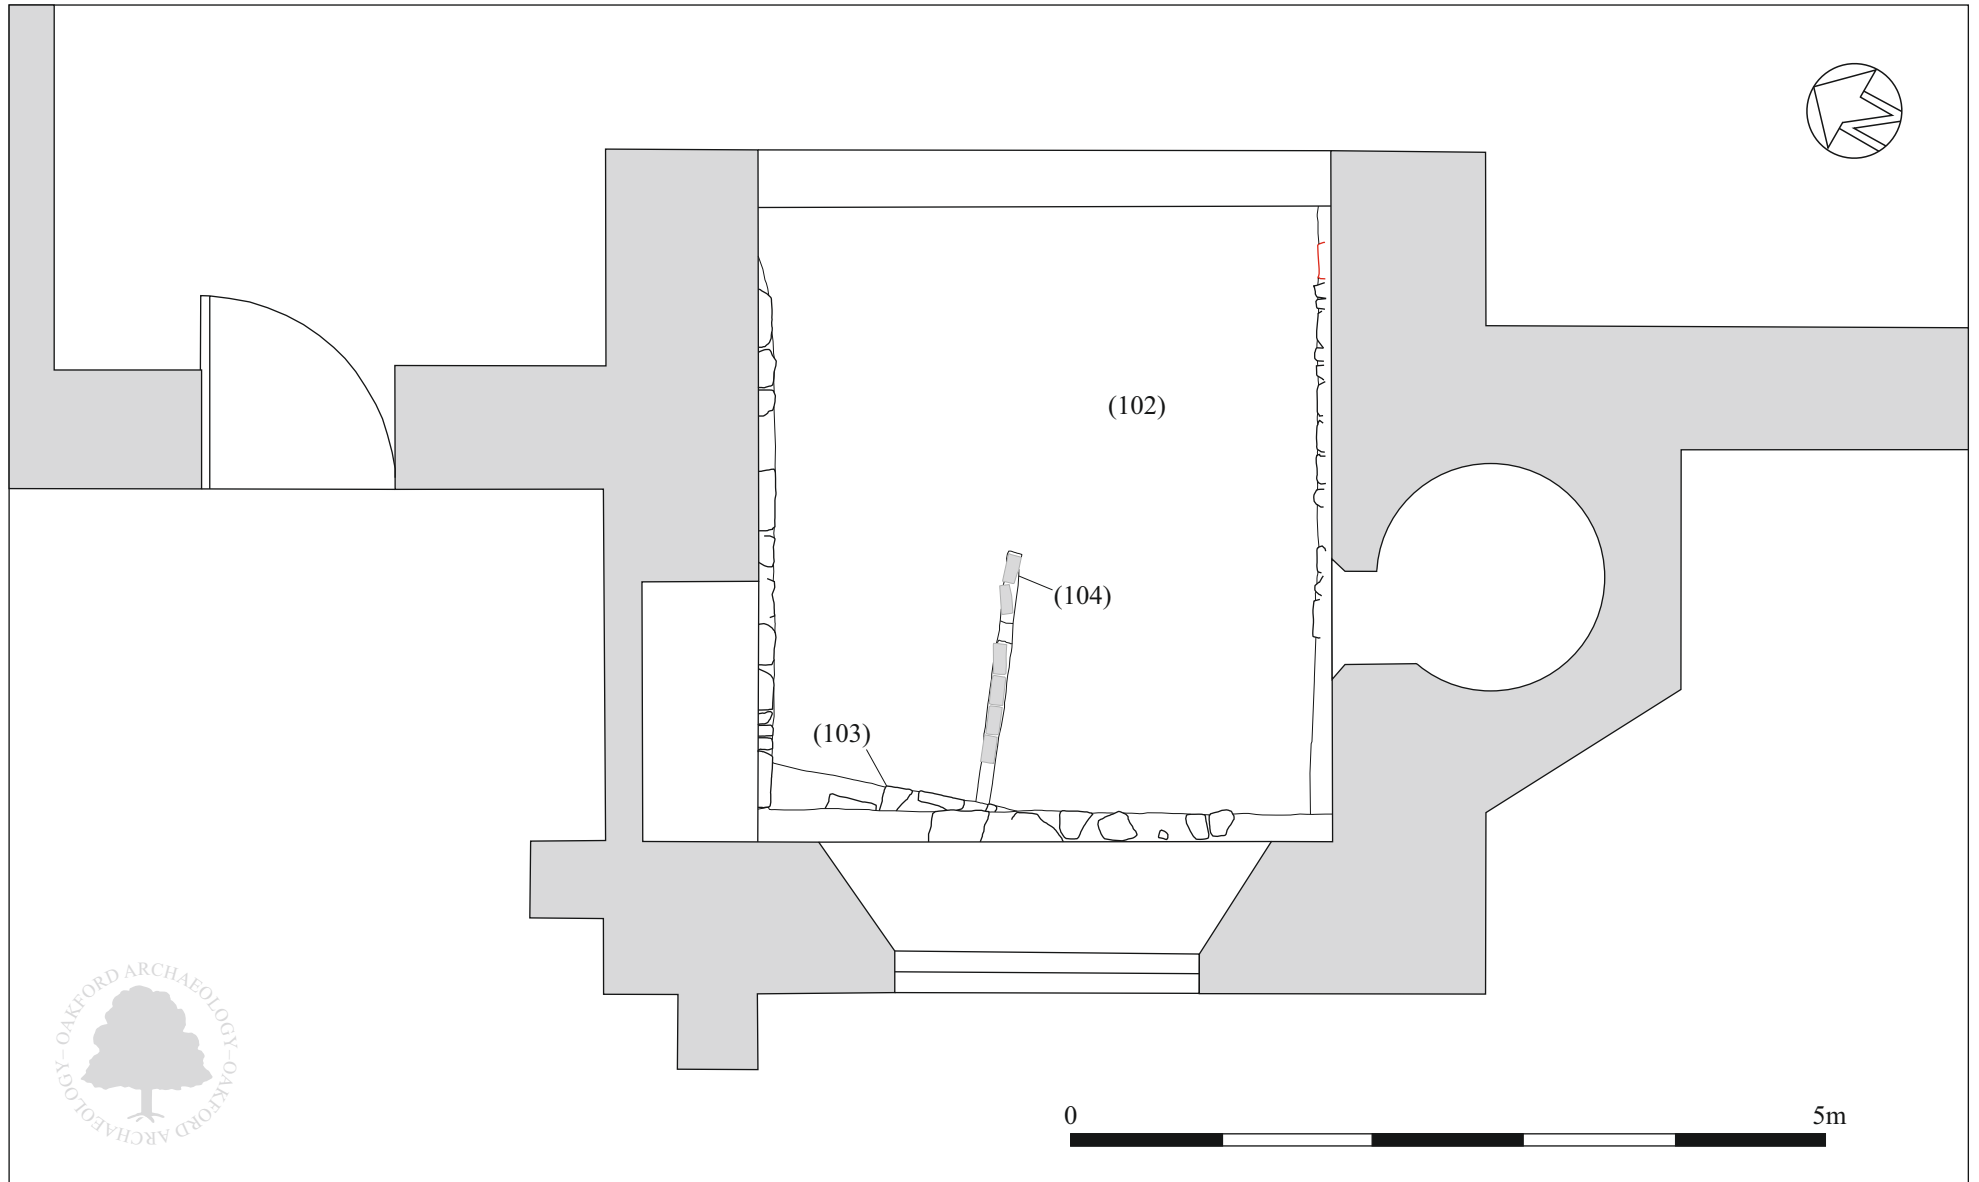 (102)
(104)
(103)
OAKFORD ARCHAEOLOGY – OAKFORD ARCHAEOLOGY –
0 5m